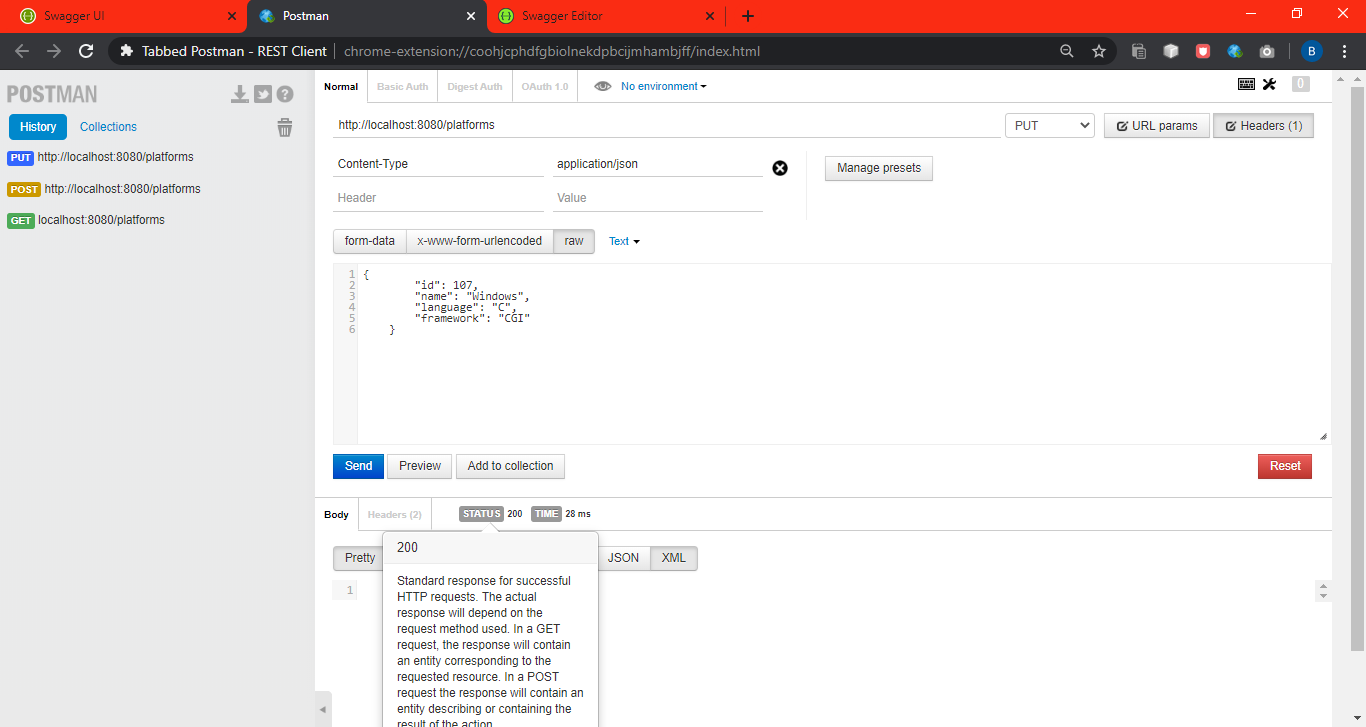 Swagger UI
Postman
Swagger Editor
Tabbed Postman - REST Client
chrome-extension://coohjcphdfgbiolnekdpbcijmhambjff/index.html
B
POSTMAN
History
Collections
PUT http://localhost:8080/platforms
POST http://localhost:8080/platforms
GET localhost:8080/platforms
Normal
Basic Auth
Digest Auth
OAuth 1.0
No environment
0
http://localhost:8080/platforms
PUT
URL params
Headers (1)
Content-Type
application/json
Manage presets
Header
Value
form-data
x-www-form-urlencoded
raw
Text
1 {
2 "id": 107,
3 "name": "Windows",
4 "language": "C",
5 "framework": "CGI"
6 }
Send
Preview
Add to collection
Reset
Body
Headers (2)
STATUS 200
TIME 28 ms
Pretty
JSON
XML
1
200
Standard response for successful
HTTP requests. The actual
response will depend on the
request method used. In a GET
request, the response will contain
an entity corresponding to the
requested resource. In a POST
request the response will contain an
entity describing or containing the
result of the action.